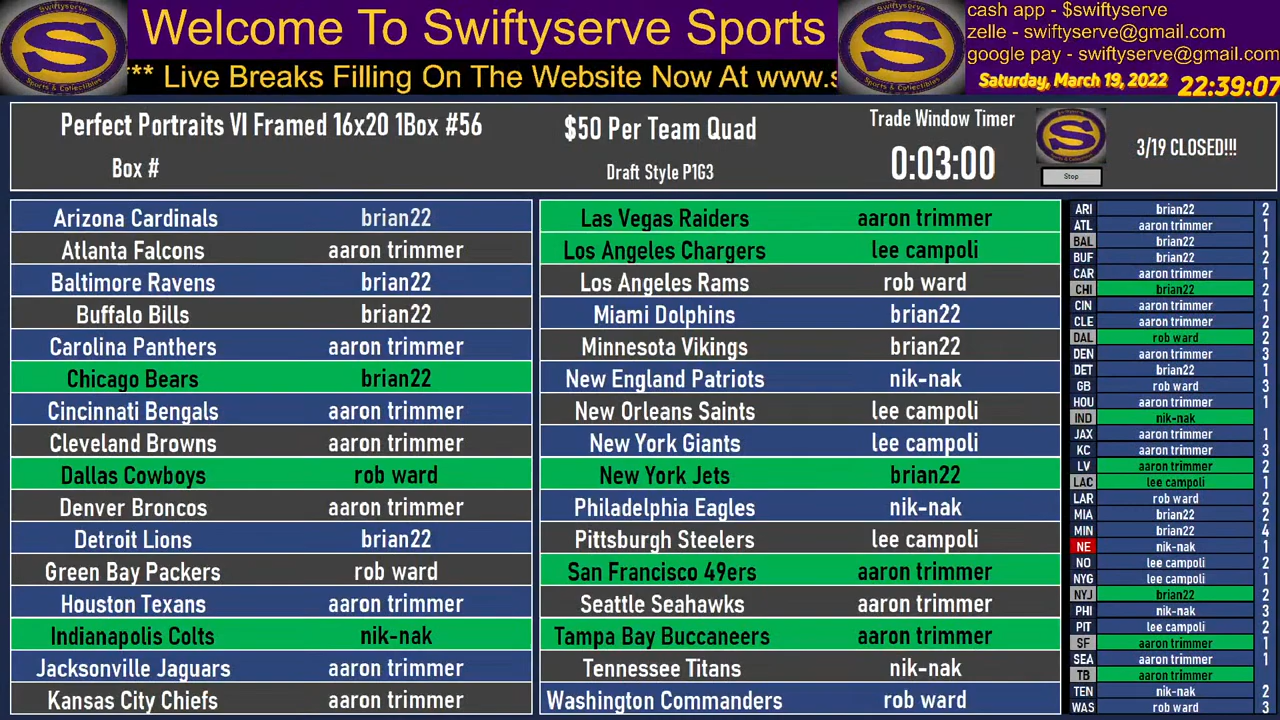 Welcome To Swiftyserve Sports
*** Live Breaks Filling On The Website Now At www.s
cash app - $swiftyserve
zelle - swiftyserve@gmail.com
google pay - swiftyserve@gmail.com
Saturday, March 19, 2022 22:39:07
Perfect Portraits VI Framed 16x20 1Box #56
Box #
$50 Per Team Quad
Draft Style P1G3
Trade Window Timer
0:03:00
Stop
3/19 CLOSED!!!
Arizona Cardinals brian22
Atlanta Falcons aaron trimmer
Baltimore Ravens brian22
Buffalo Bills brian22
Carolina Panthers aaron trimmer
Chicago Bears brian22
Cincinnati Bengals aaron trimmer
Cleveland Browns aaron trimmer
Dallas Cowboys rob ward
Denver Broncos aaron trimmer
Detroit Lions brian22
Green Bay Packers rob ward
Houston Texans aaron trimmer
Indianapolis Colts nik-nak
Jacksonville Jaguars aaron trimmer
Kansas City Chiefs aaron trimmer
Las Vegas Raiders aaron trimmer
Los Angeles Chargers lee campoli
Los Angeles Rams rob ward
Miami Dolphins brian22
Minnesota Vikings brian22
New England Patriots nik-nak
New Orleans Saints lee campoli
New York Giants lee campoli
New York Jets brian22
Philadelphia Eagles nik-nak
Pittsburgh Steelers lee campoli
San Francisco 49ers aaron trimmer
Seattle Seahawks aaron trimmer
Tampa Bay Buccaneers aaron trimmer
Tennessee Titans nik-nak
Washington Commanders rob ward
ARI brian22 2
ATL aaron trimmer 1
BAL brian22 1
BUF brian22 2
CAR aaron trimmer 1
CHI brian22 2
CIN aaron trimmer 1
CLE aaron trimmer 2
DAL rob ward 2
DEN aaron trimmer 3
DET brian22 1
GB rob ward 3
HOU aaron trimmer 1
IND nik-nak
JAX aaron trimmer 1
KC aaron trimmer 3
LV aaron trimmer 2
LAC lee campoli 1
LAR rob ward 2
MIA brian22 2
MIN brian22 4
NE nik-nak 1
NO lee campoli 2
NYG lee campoli 1
NYJ brian22 2
PHI nik-nak 3
PIT lee campoli 2
SF aaron trimmer 1
SEA aaron trimmer 1
TB aaron trimmer
TEN nik-nak 2
WAS rob ward 3